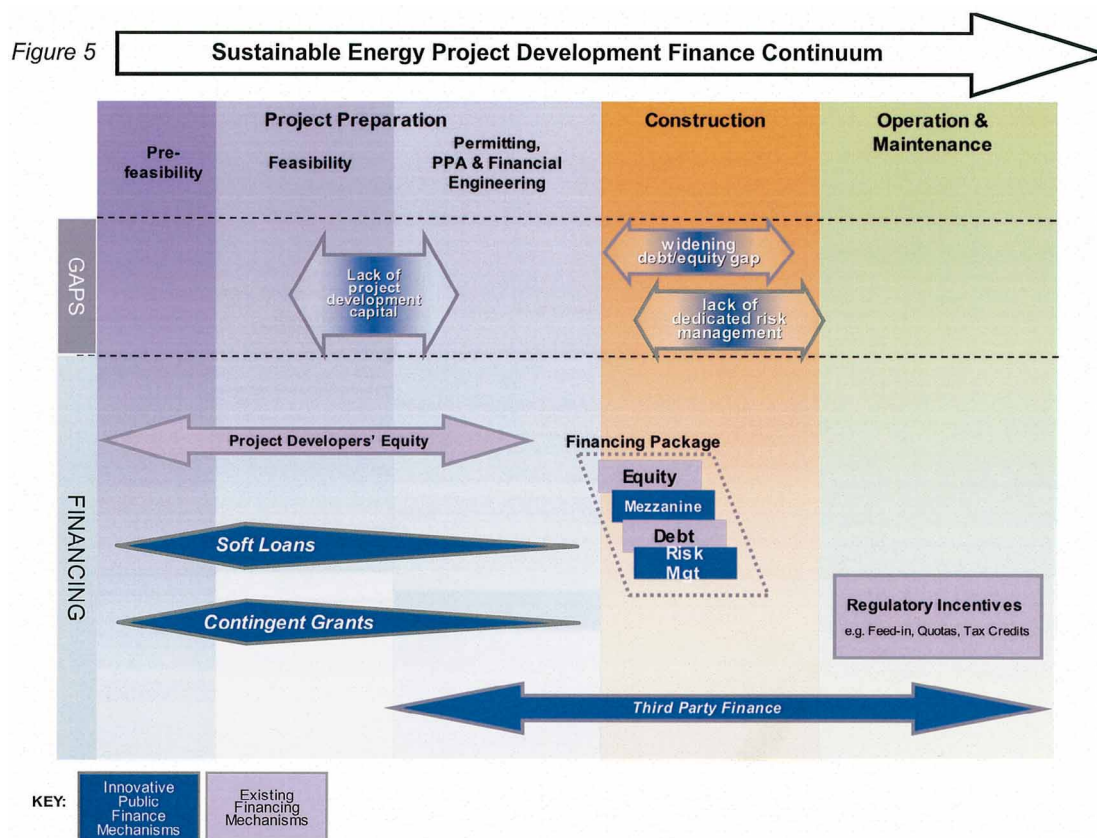 Figure 5
Sustainable Energy Project Development Finance Continuum
Project Preparation
Construction
Operation &
Maintenance
Pre-
feasibility
Feasibility
Permitting,
PPA & Financial
Engineering
GAPS
Lack of
project
development
capital
widening
debt/equity gap
lack of
dedicated risk
management
FINANCING
Project Developers' Equity
Financing Package
Equity
Mezzanine
Debt
Risk
Mgt
Soft Loans
Contingent Grants
Regulatory Incentives
e.g. Feed-in, Quotas, Tax Credits
Third Party Finance
KEY:
Innovative
Public
Finance
Mechanisms
Existing
Financing
Mechanisms